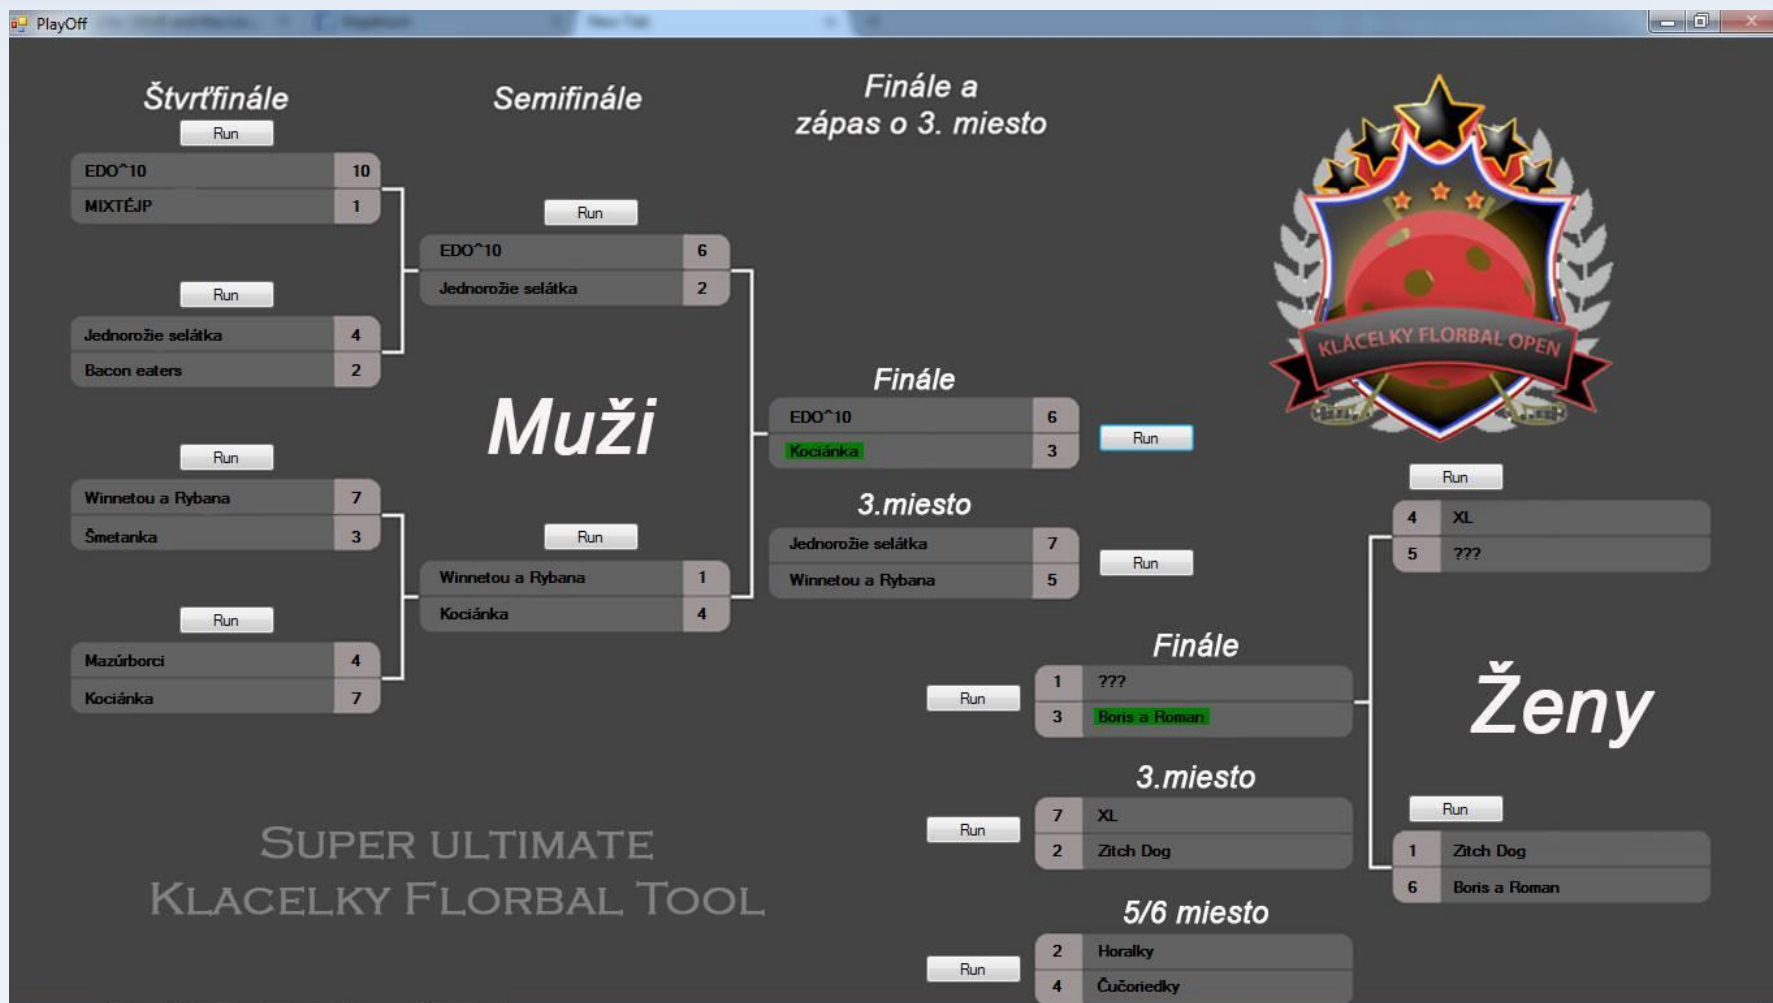 PlayOff
Štvrťfinále
Run
EDO^10 10
MIXTÉJP 1
Run
Jednorožie selátka 4
Bacon eaters 2
Run
Winnetou a Rybana 7
Šmetanka 3
Run
Mazúrborci 4
Kociánka 7
Semifinále
Run
EDO^10 6
Jednorožie selátka 2
Muži
Run
Winnetou a Rybana 1
Kociánka 4
Finále a
zápas o 3. miesto
Finále
EDO^10 6
Kociánka 3
Run
3.miesto
Jednorožie selátka 7
Winnetou a Rybana 5
Run
KLÁCELKY FLORBAL OPEN
Run
4 XL
5 ???
Ženy
Run
1 Zitch Dog
6 Boris a Roman
Finále
Run
1 ???
3 Boris a Roman
3.miesto
Run
7 XL
2 Zitch Dog
5/6 miesto
Run
2 Horalky
4 Čučoriedky
SUPER ULTIMATE
KLACELKY FLORBAL TOOL